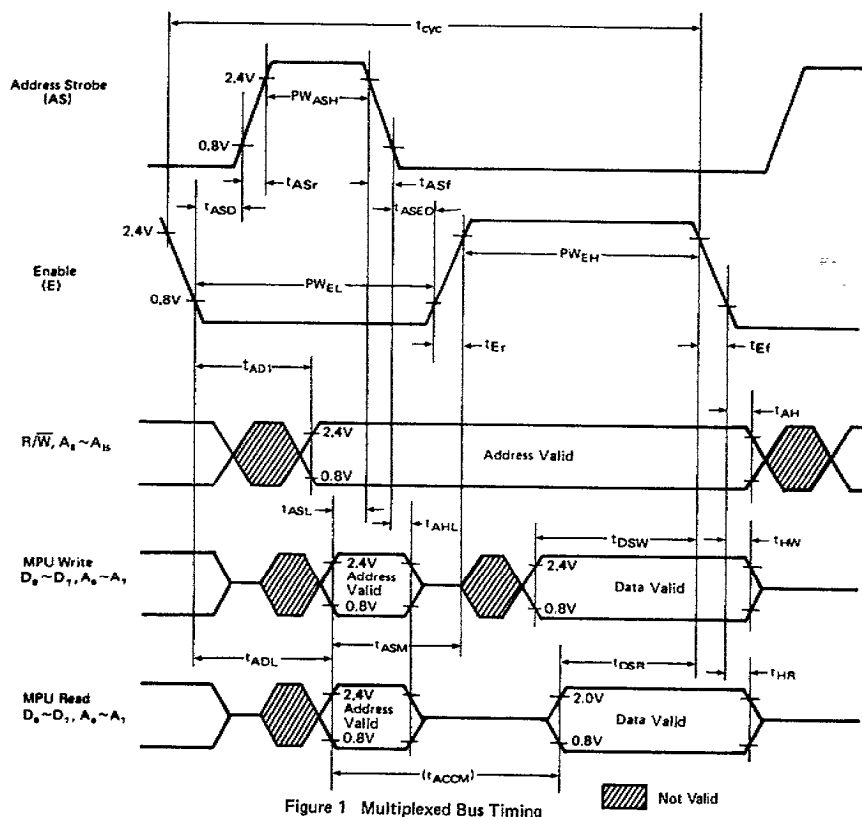 tcyc
Address Strobe
(AS)
2.4V
PWASH
0.8V
tASr
tASf
tASD
tASED
2.4V
Enable
(E)
0.8V
PWEL
PWEH
tEr
tEf
tAD1
tAH
R/W̅, A₈~A₁₅
2.4V
0.8V
Address Valid
tASL
tAHL
tDSW
tHW
MPU Write
D₀~D₇, A₀~A₇
2.4V
Address
Valid
0.8V
2.4V
0.8V
Data Valid
tADL
tASM
tDSR
tHR
MPU Read
D₀~D₇, A₀~A₇
2.4V
Address
Valid
0.8V
2.0V
0.8V
Data Valid
(tACCM)
Figure 1 Multiplexed Bus Timing
Not Valid